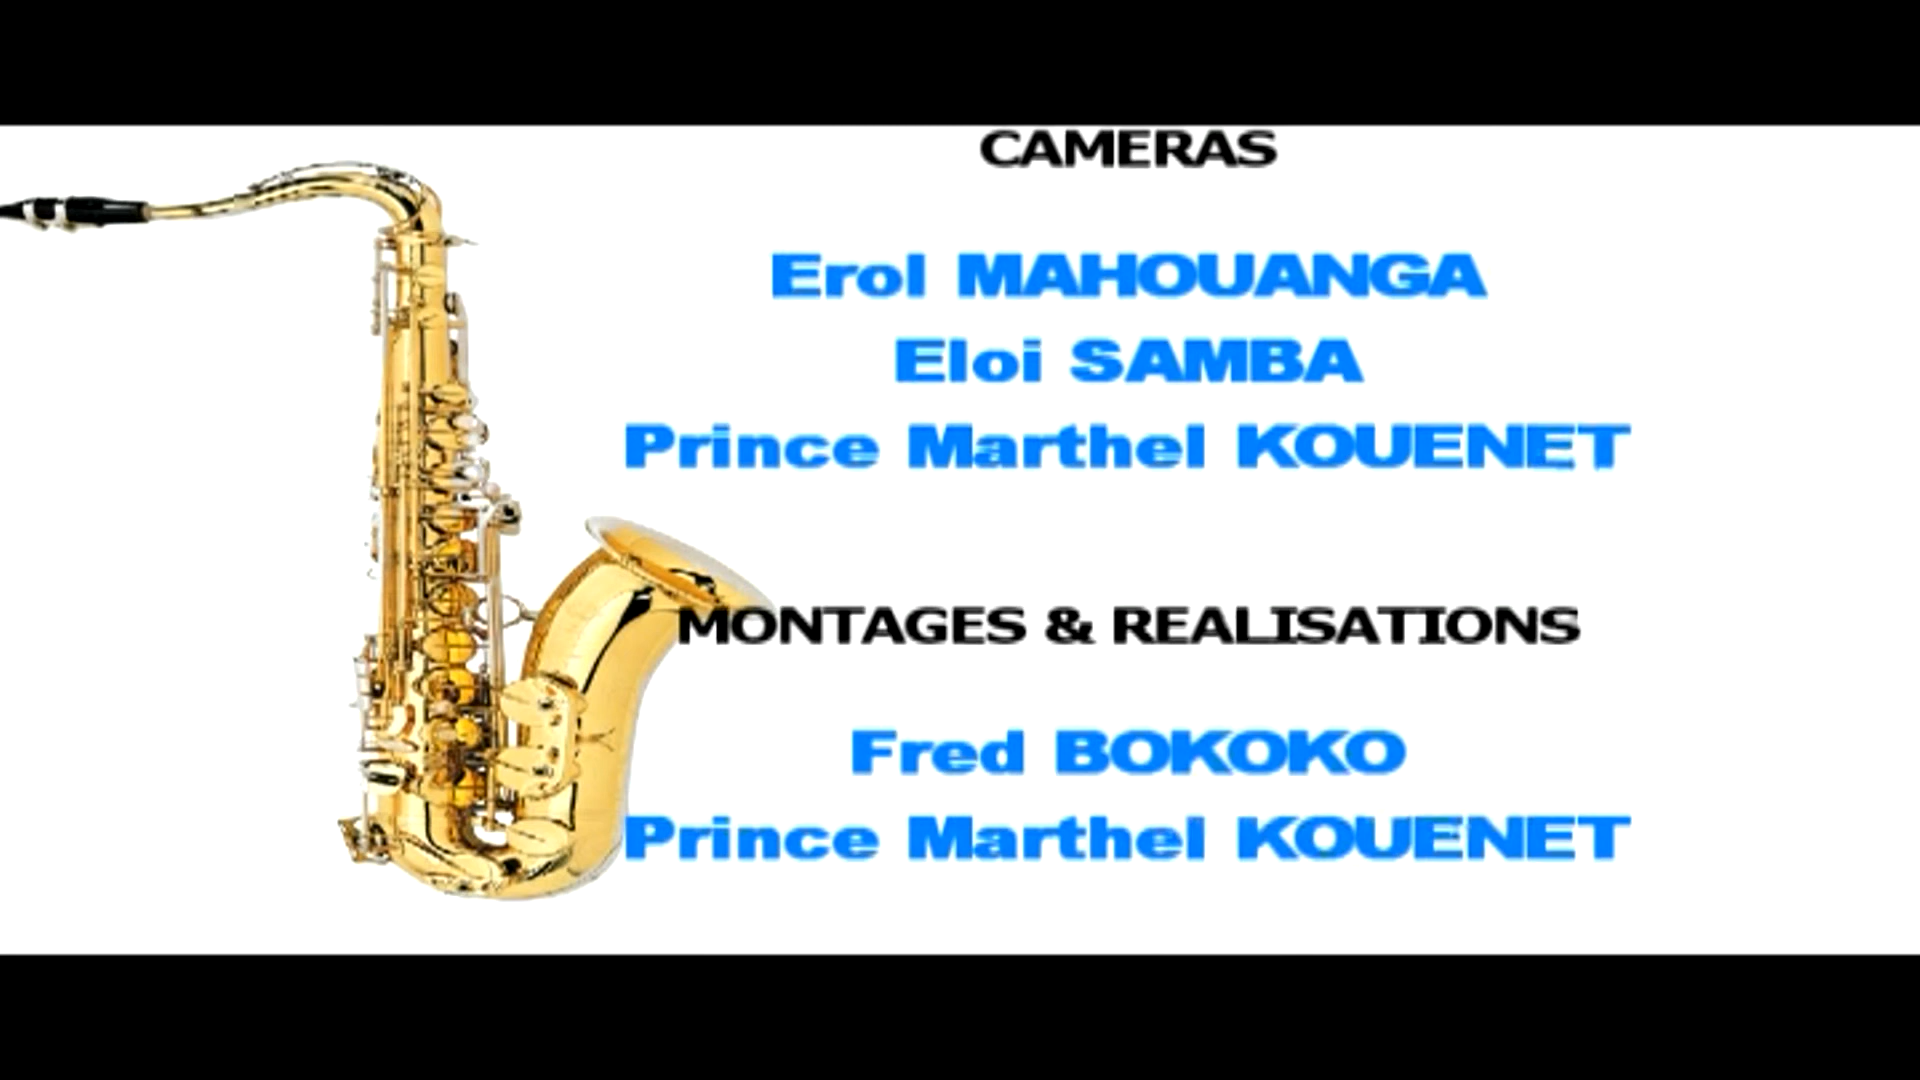 CAMERAS
Erol MAHOUANGA
Eloi SAMBA
Prince Marthel KOUENET
MONTAGES & REALISATIONS
Fred BOKOKO
Prince Marthel KOUENET